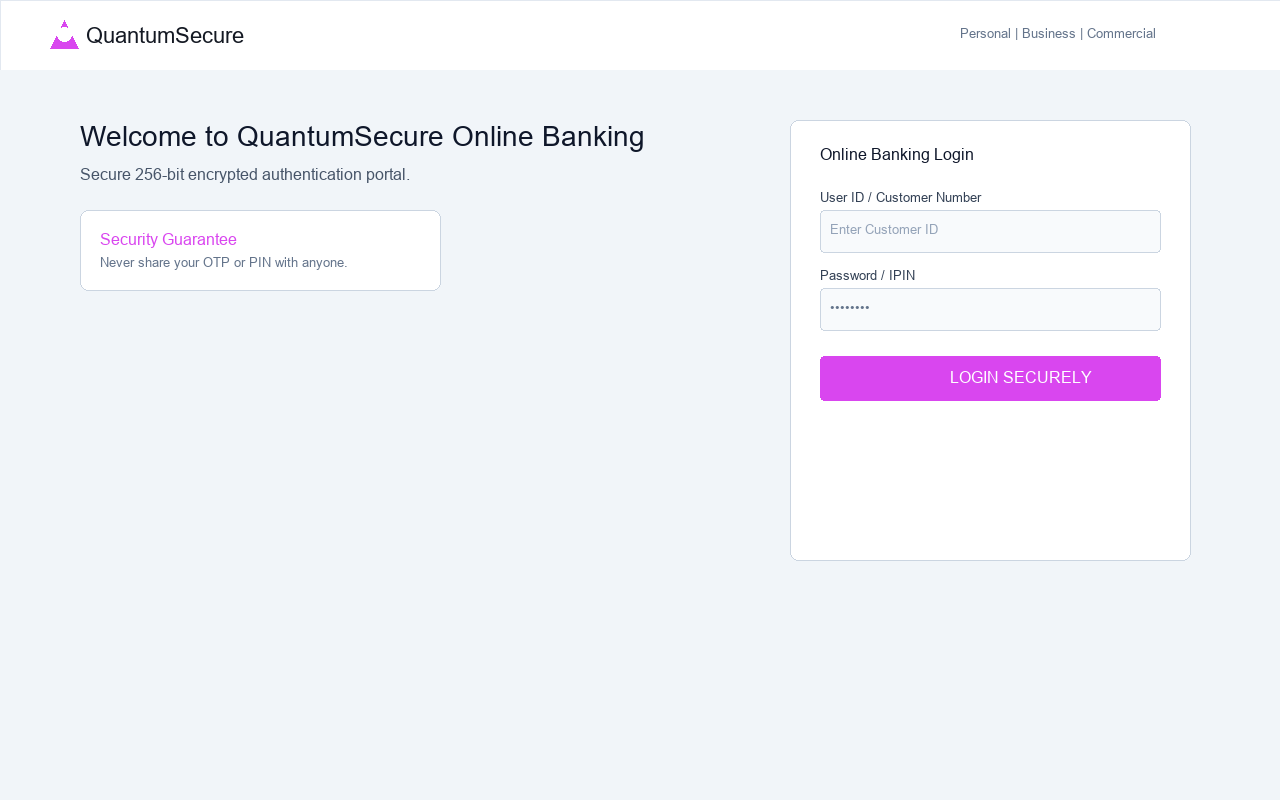 QuantumSecure
Personal | Business | Commercial
Welcome to QuantumSecure Online Banking
Secure 256-bit encrypted authentication portal.
Security Guarantee
Never share your OTP or PIN with anyone.
Online Banking Login
User ID / Customer Number
Enter Customer ID
Password / IPIN
••••••••
LOGIN SECURELY